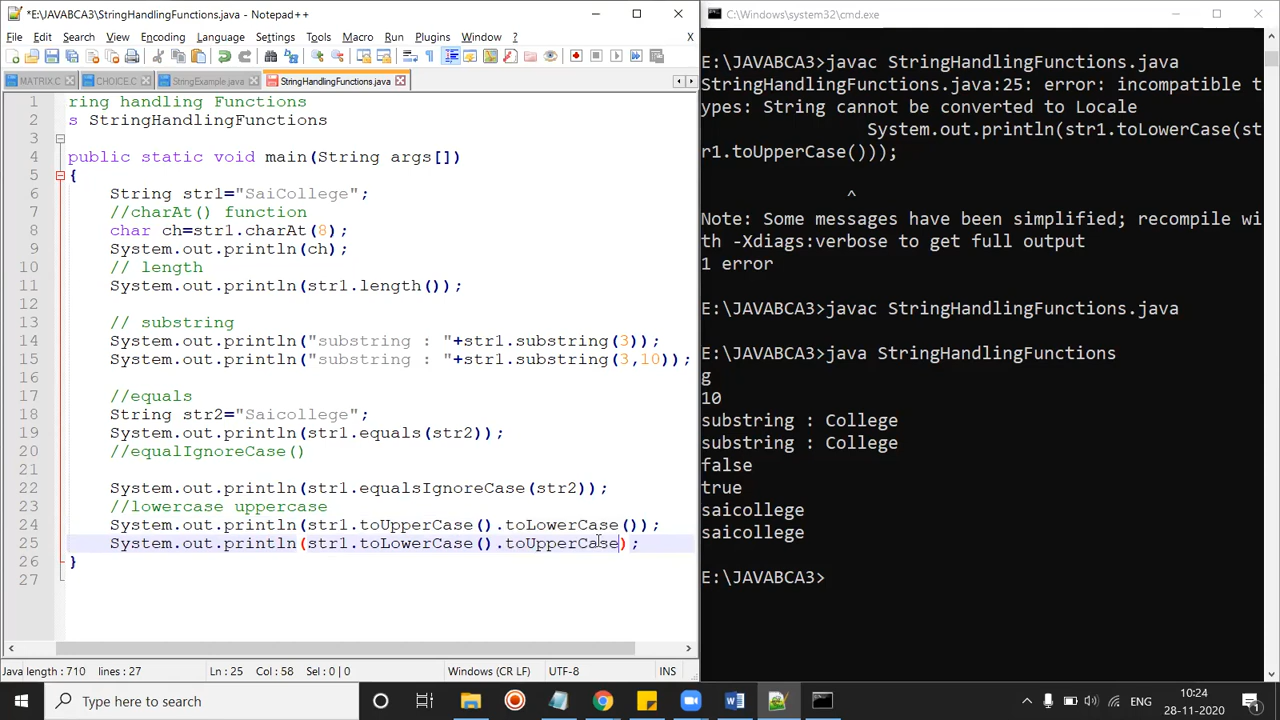 *E:\JAVABCA3\StringHandlingFunctions.java - Notepad++
File Edit Search View Encoding Language Settings Tools Macro Run Plugins Window ? X
MATRIX.C CHOICE.C StringExample.java StringHandlingFunctions.java
1 ring handling Functions
2 s StringHandlingFunctions
3
4 public static void main(String args[])
5 {
6 String str1="SaiCollege";
7 //charAt() function
8 char ch=str1.charAt(8);
9 System.out.println(ch);
10 // length
11 System.out.println(str1.length());
12
13 // substring
14 System.out.println("substring : "+str1.substring(3));
15 System.out.println("substring : "+str1.substring(3,10));
16
17 //equals
18 String str2="Saicollege";
19 System.out.println(str1.equals(str2));
20 //equalIgnoreCase()
21
22 System.out.println(str1.equalsIgnoreCase(str2));
23 //lowercase uppercase
24 System.out.println(str1.toUpperCase().toLowerCase());
25 System.out.println(str1.toLowerCase().toUpperCase);
26 }
27
Java length : 710 lines : 27 Ln : 25 Col : 58 Sel : 0 | 0 Windows (CR LF) UTF-8 INS
C:\Windows\system32\cmd.exe
E:\JAVABCA3>javac StringHandlingFunctions.java
StringHandlingFunctions.java:25: error: incompatible t
ypes: String cannot be converted to Locale
System.out.println(str1.toLowerCase(st
r1.toUpperCase()));
^
Note: Some messages have been simplified; recompile wi
th -Xdiags:verbose to get full output
1 error
E:\JAVABCA3>javac StringHandlingFunctions.java
E:\JAVABCA3>java StringHandlingFunctions
g
10
substring : College
substring : College
false
true
saicollege
saicollege
E:\JAVABCA3>
Type here to search
ENG
10:24
28-11-2020